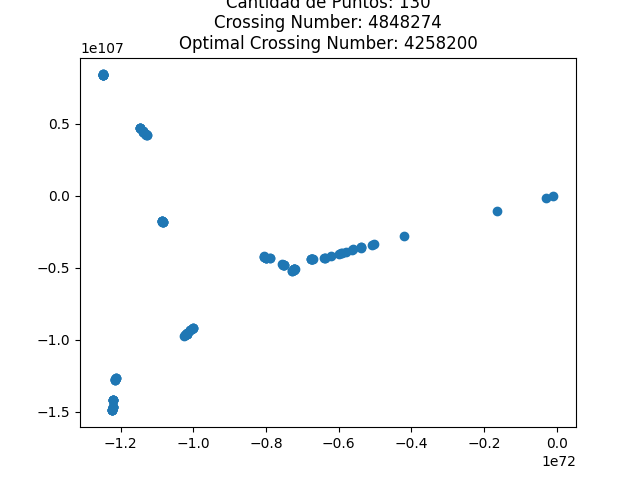 Cantidad de Puntos: 130
Crossing Number: 4848274
Optimal Crossing Number: 4258200
1e107
0.5
0.0
−0.5
−1.0
−1.5
−1.2 −1.0 −0.8 −0.6 −0.4 −0.2 0.0
1e72